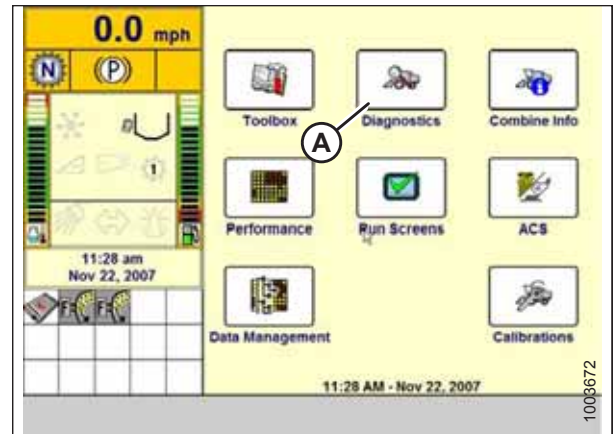 0.0 mph
N (P)
1
11:28 am
Nov 22, 2007
F F
Toolbox Diagnostics Combine Info
A
Performance Run Screens ACS
Data Management Calibrations
11:28 AM - Nov 22, 2007
1003672